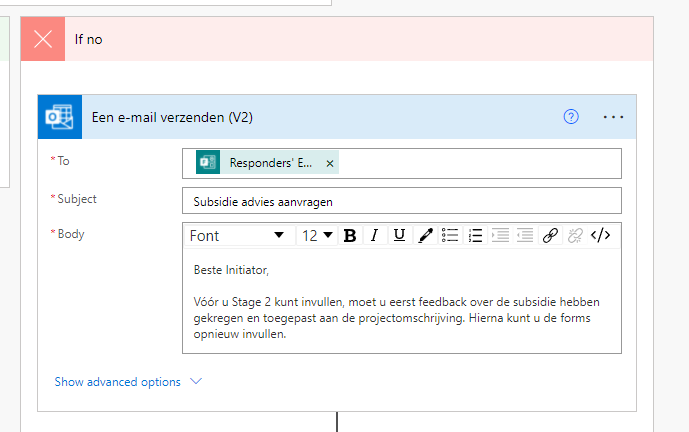 If no
Een e-mail verzenden (V2)
* To
Responders' E... ×
* Subject
Subsidie advies aanvragen
* Body
Font 12 B I U </>
Beste Initiator,
Vóór u Stage 2 kunt invullen, moet u eerst feedback over de subsidie hebben
gekregen en toegepast aan de projectomschrijving. Hierna kunt u de forms
opnieuw invullen.
Show advanced options